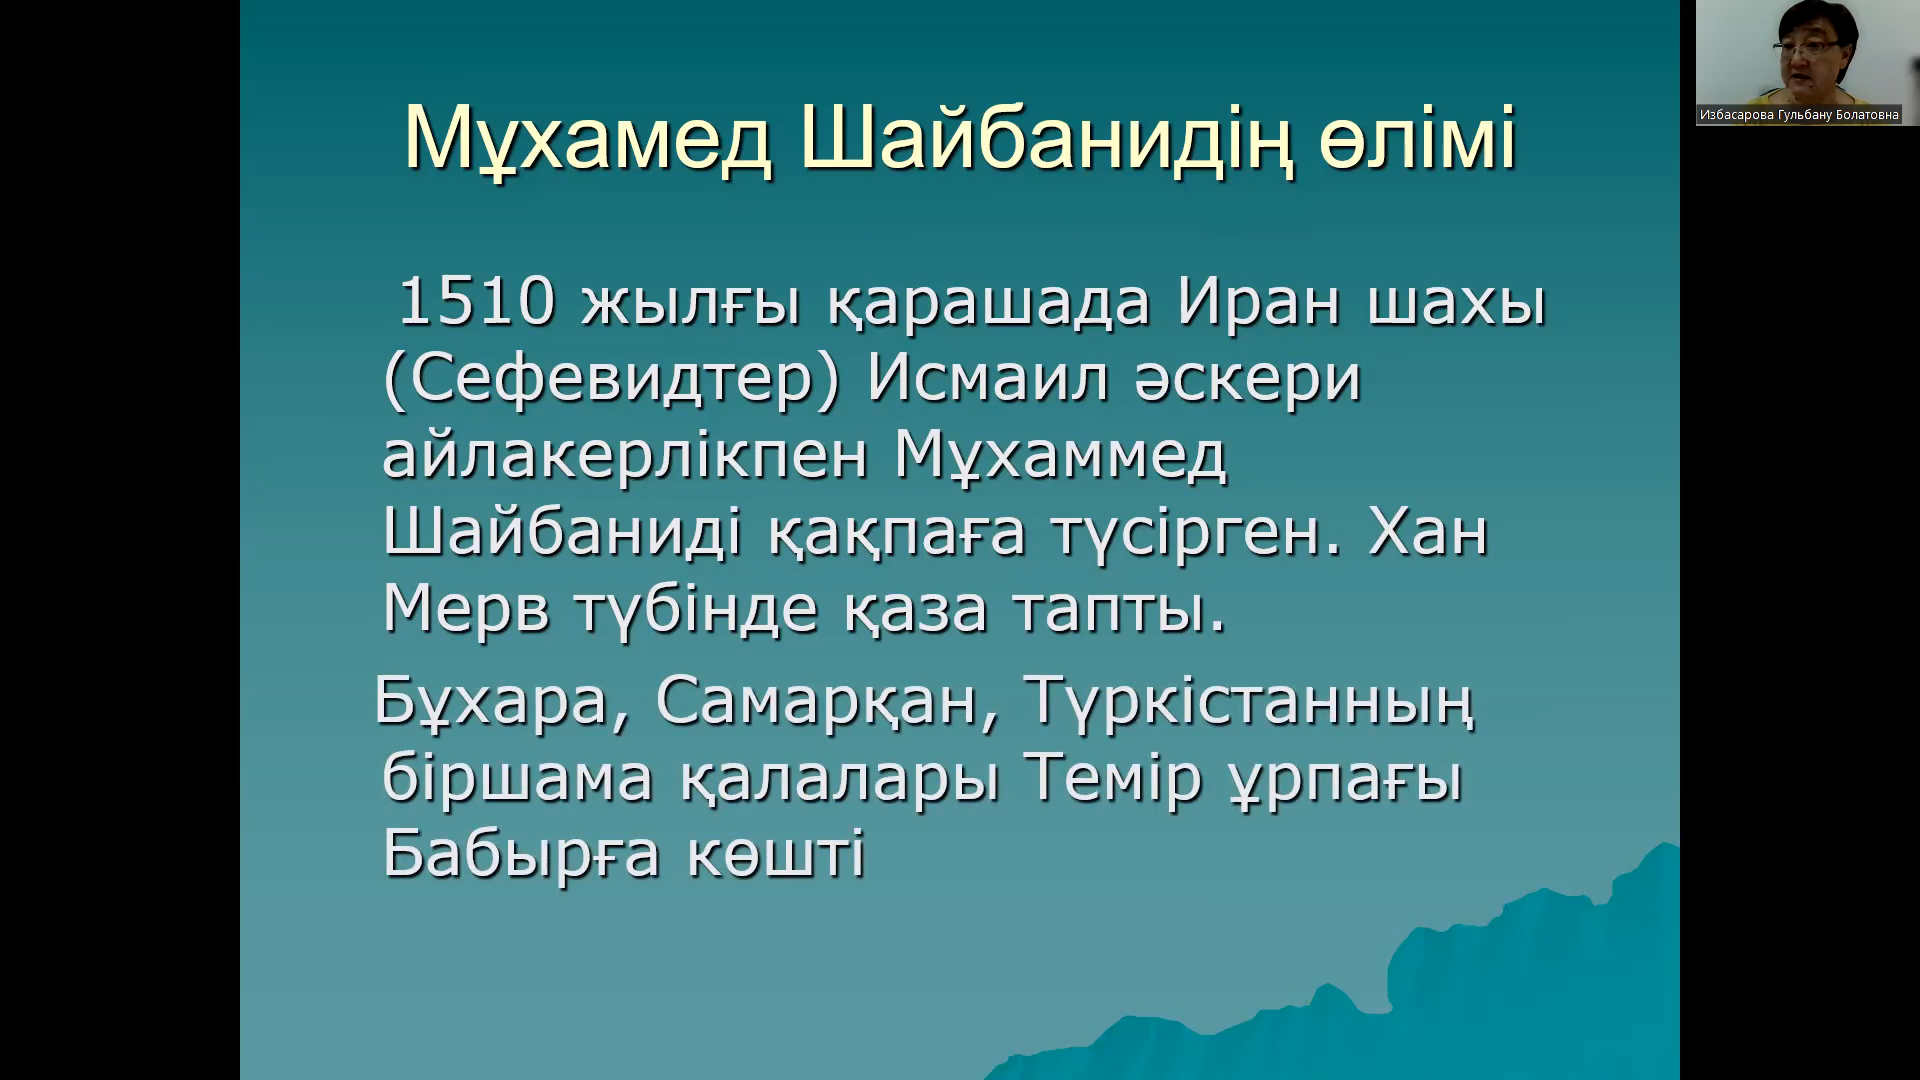 Мұхамед Шайбанидің өлімі
1510 жылғы қарашада Иран шахы
(Сефевидтер) Исмаил әскери
айлакерлікпен Мұхаммед
Шайбаниді қақпаға түсірген. Хан
Мерв түбінде қаза тапты.
Бұхара, Самарқан, Түркістанның
біршама қалалары Темір ұрпағы
Бабырға көшті
Избасарова Гульбану Болатовна